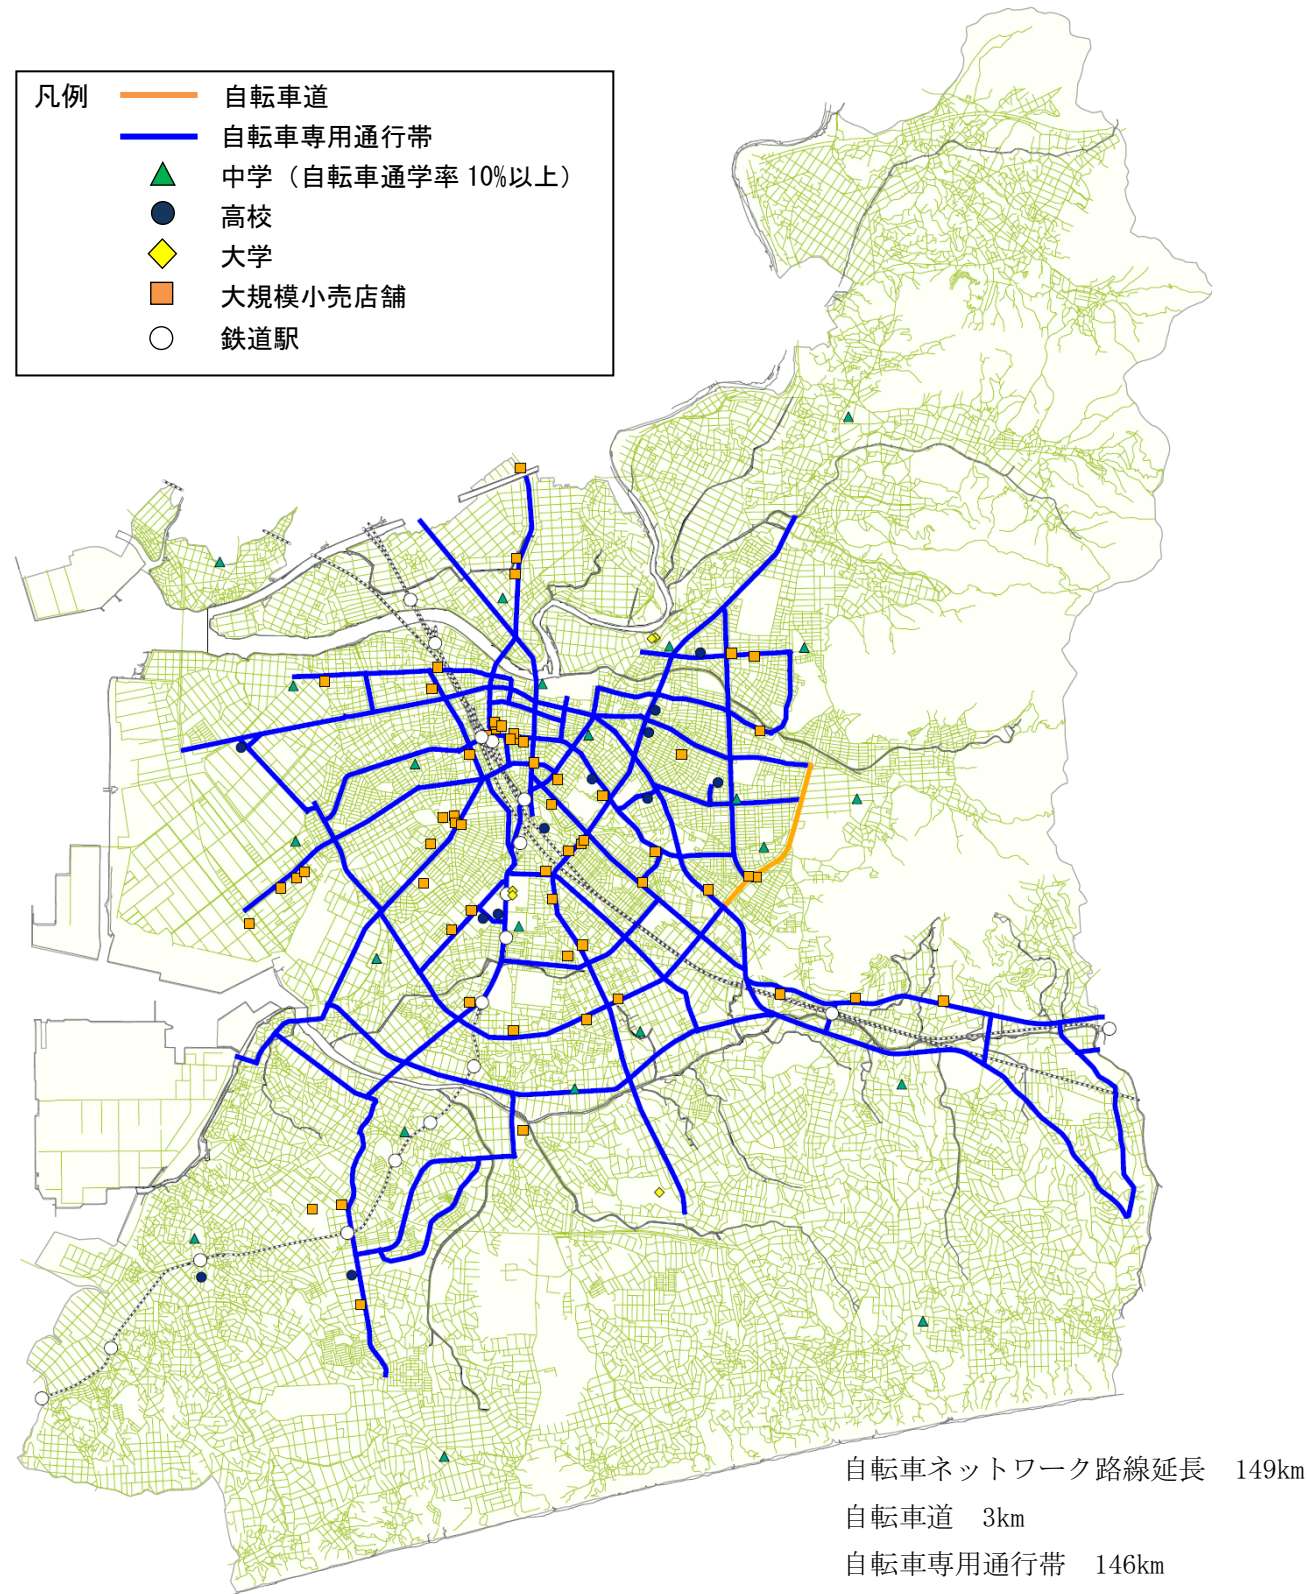 凡例
自転車道
自転車専用通行帯
中学（自転車通学率 10%以上）
高校
大学
大規模小売店舗
鉄道駅
自転車ネットワーク路線延長　149km
自転車道　3km
自転車専用通行帯　146km